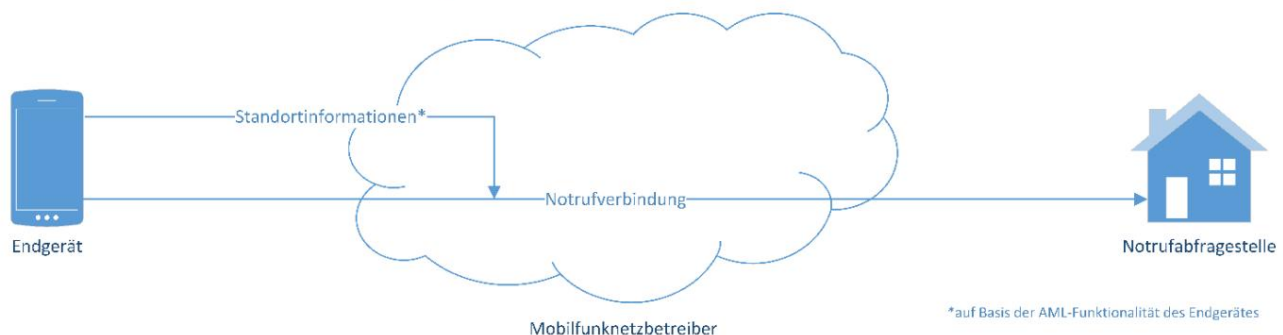 Standortinformationen*
Notrufverbindung
Endgerät
Notrufabfragestelle
*auf Basis der AML-Funktionalität des Endgerätes
Mobilfunknetzbetreiber